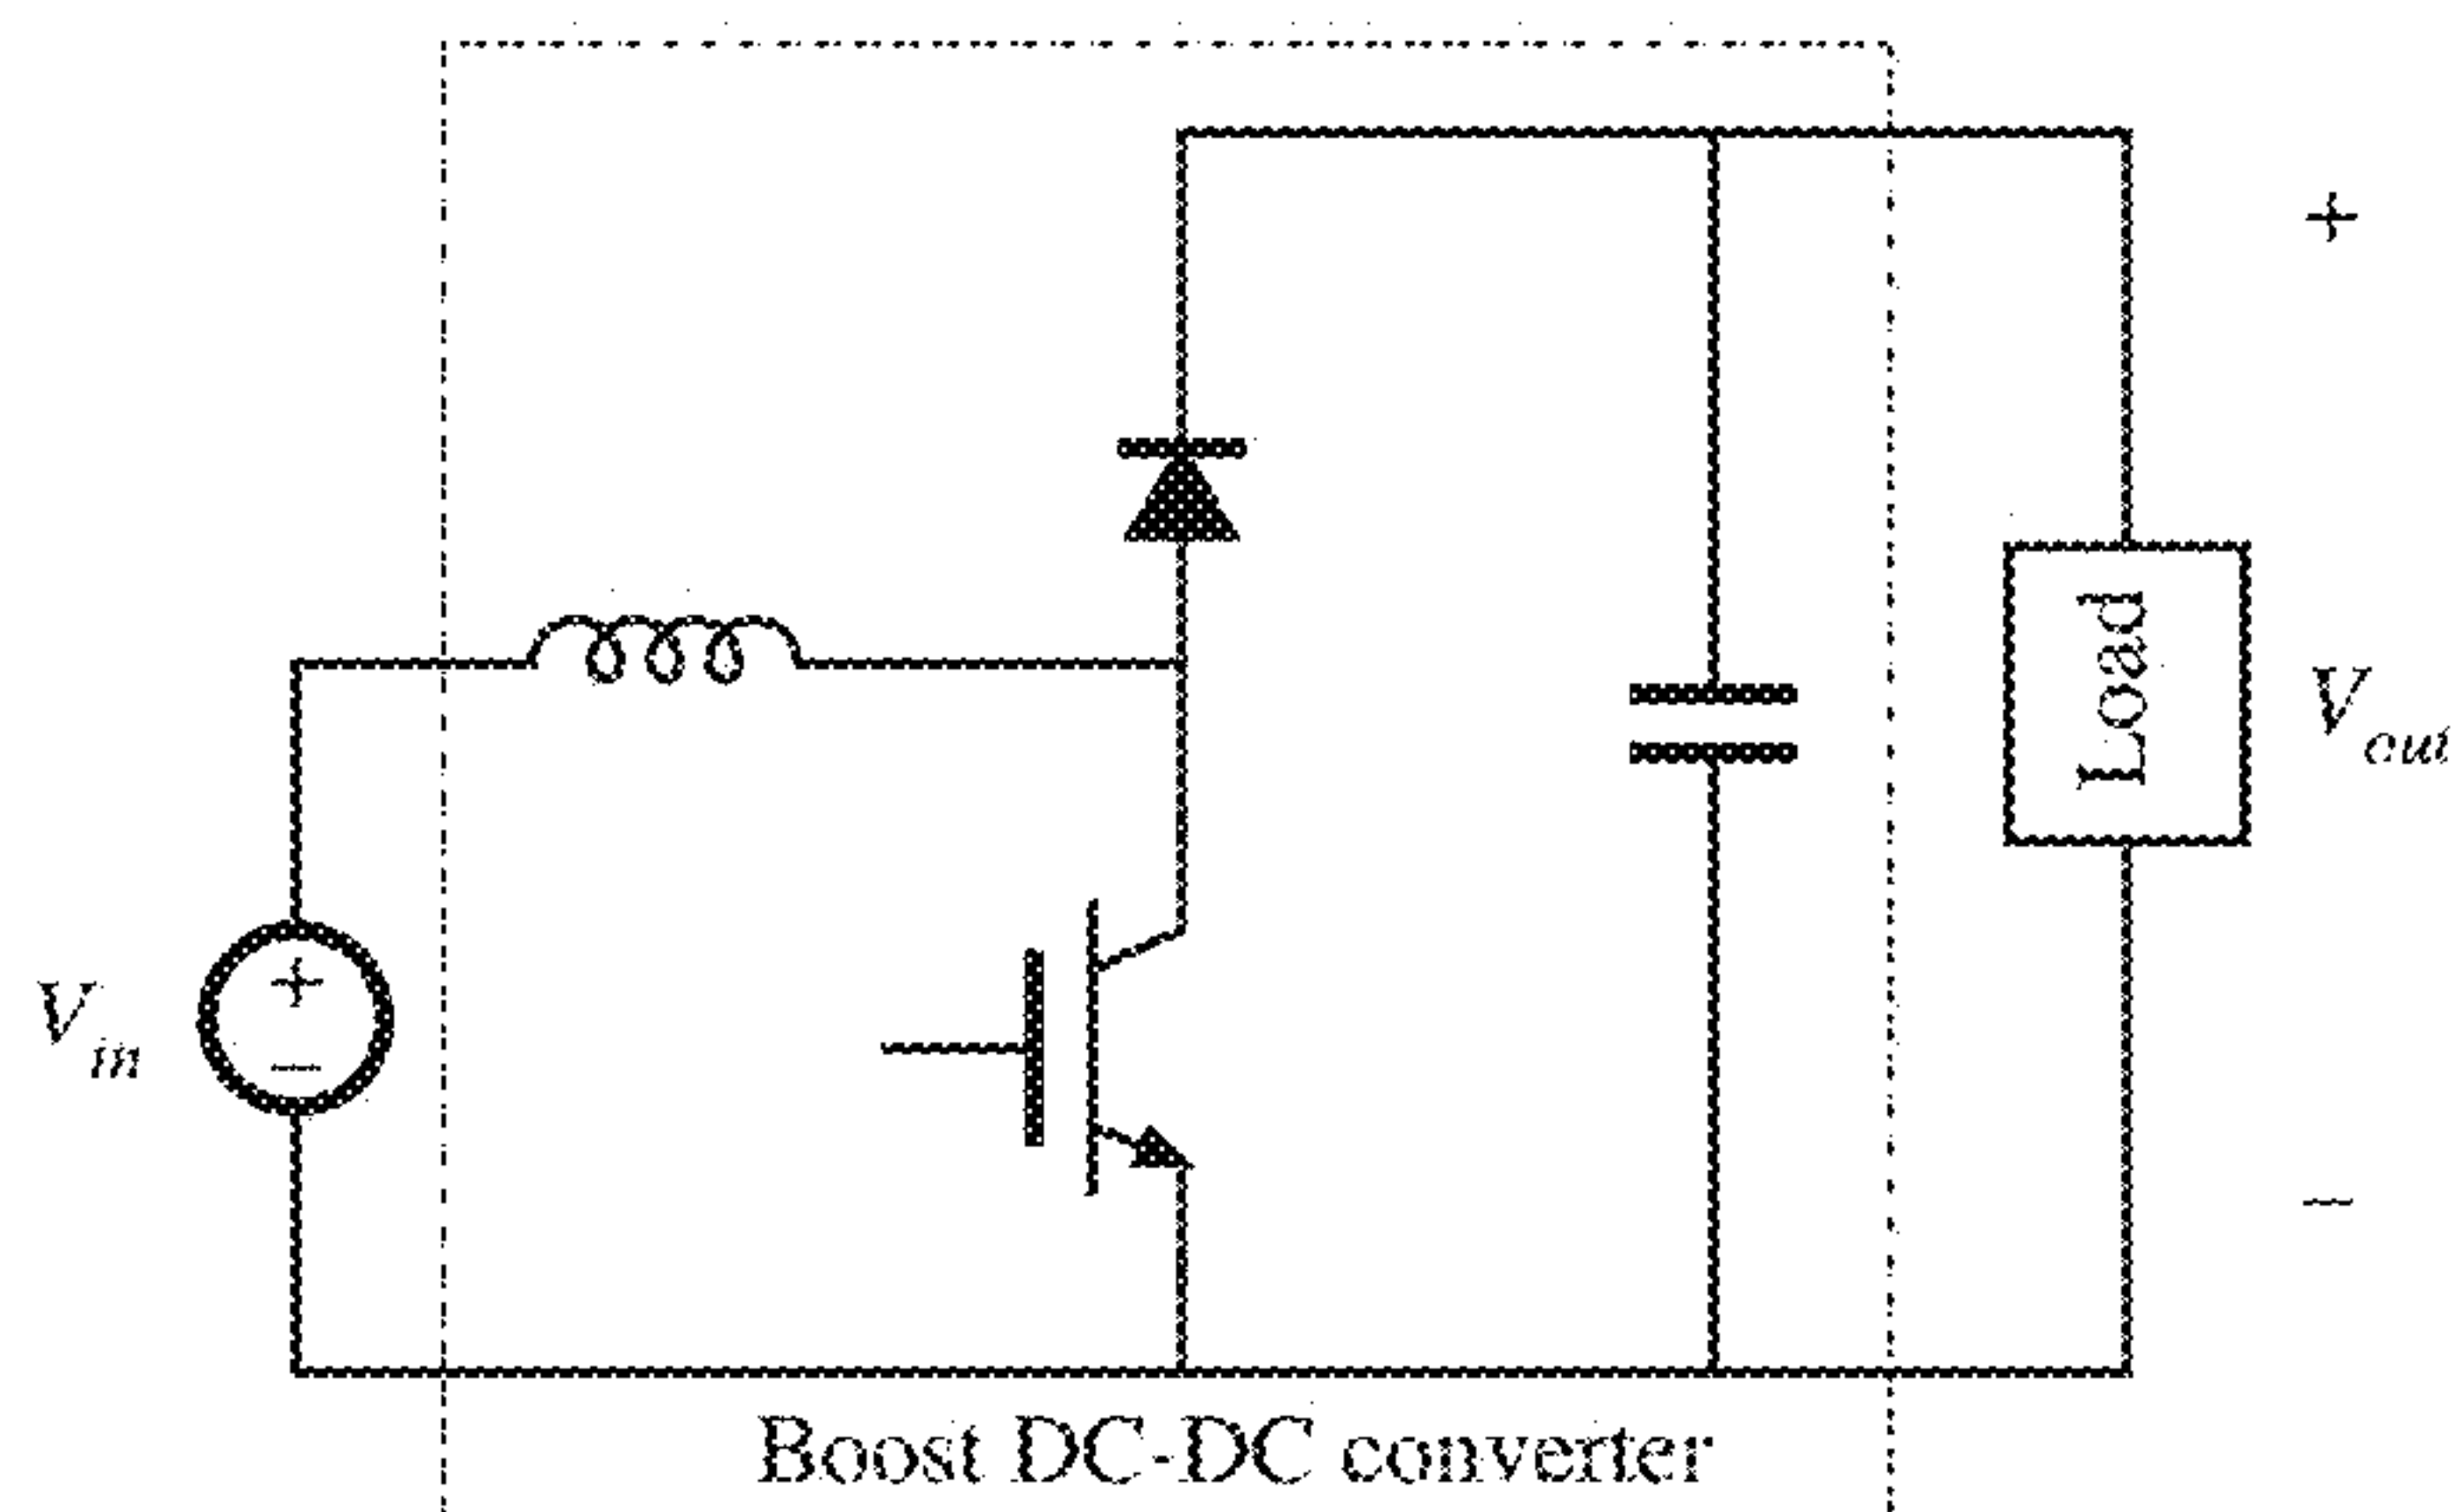 +
Load
V_out
+
V_in
−
−
Boost DC-DC converter